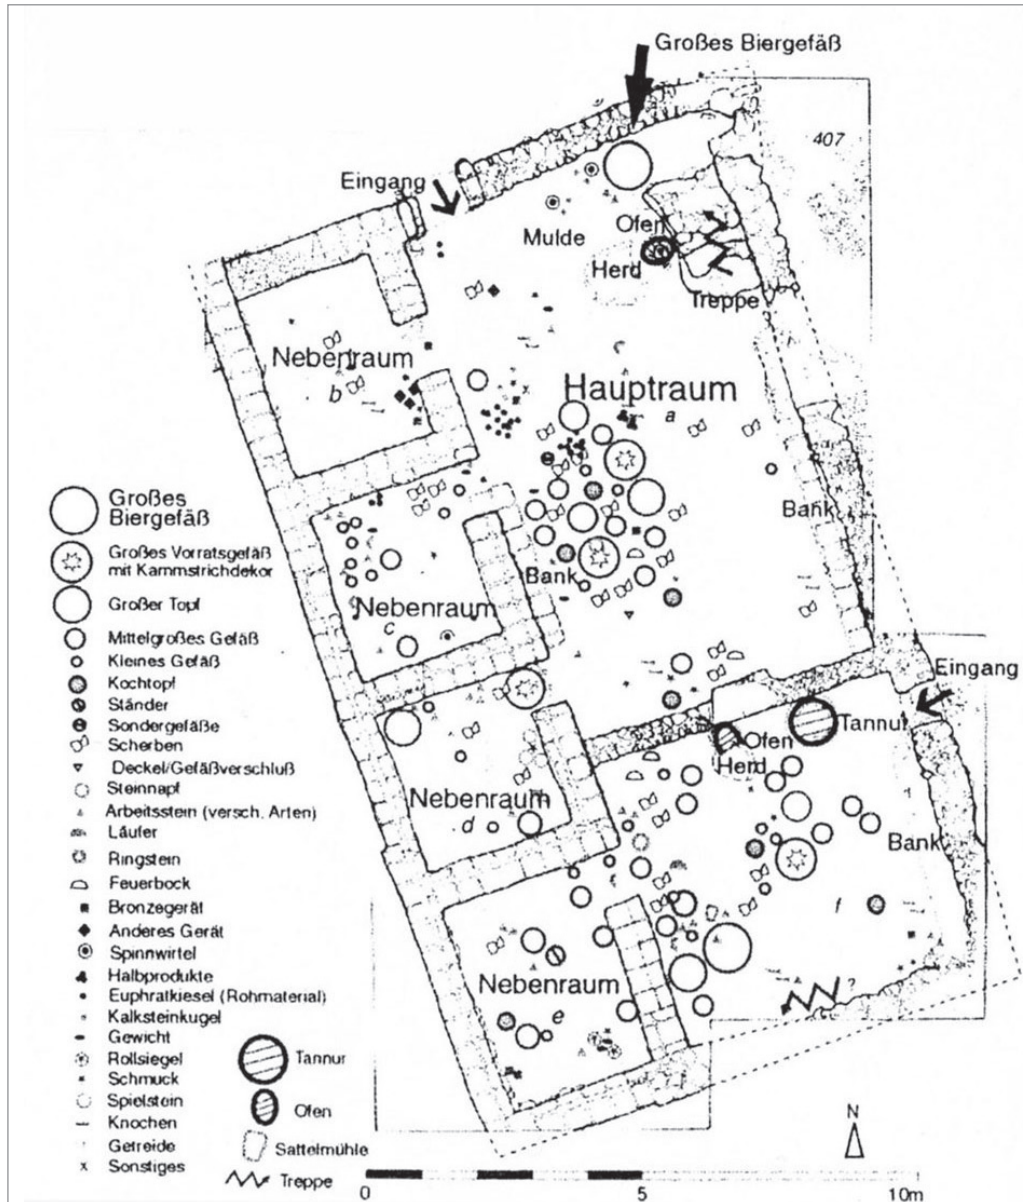 Großes Biergefäß
407
Eingang
Ofen
Mulde
Herd
Treppe
Nebentraum
b
Hauptraum
a
Bank
Bank
Nebenraum
c
Eingang
Tannur
Ofen
Herd
Nebenraum
d
Bank
f
Nebenraum
e
?
Großes
Biergefäß
Großes Vorratsgefäß
mit Kammstrichdekor
Großer Topf
Mittelgroßes Gefäß
Kleines Gefäß
Kochtopf
Ständer
Sondergefäße
Scherben
Deckel/Gefäßverschluß
Steinnapf
Arbeitsstein (versch. Arten)
Läufer
Ringstein
Feuerbock
Bronzegerät
Anderes Gerät
Spinnwirtel
Halbprodukte
Euphratkiesel (Rohmaterial)
Kalksteinkugel
Gewicht
Rollsiegel
Schmuck
Spielstein
Knochen
Getreide
Sonstiges
Tannur
Ofen
Sattelmühle
Treppe
N
0 5 10m